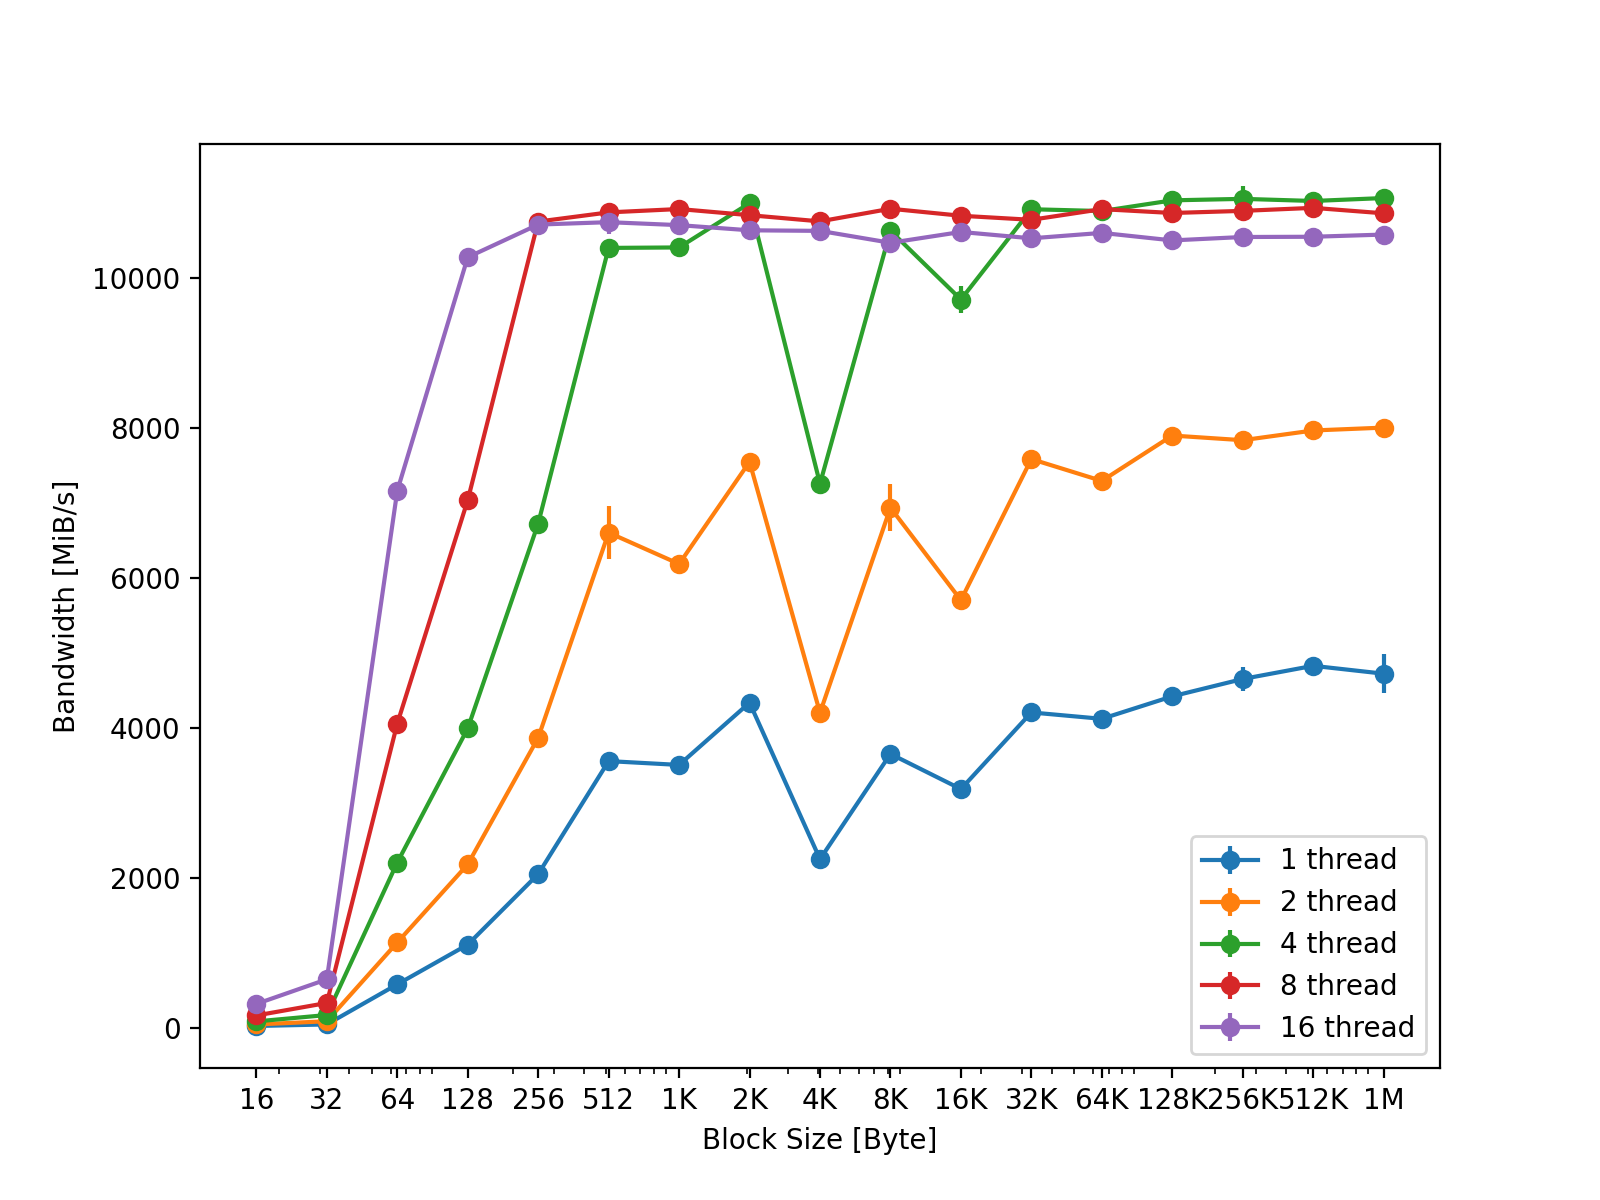 10000
8000
6000
4000
2000
0
Bandwidth [MiB/s]
1 thread
2 thread
4 thread
8 thread
16 thread
16 32 64 128 256 512 1K 2K 4K 8K 16K 32K 64K 128K 256K 512K 1M
Block Size [Byte]